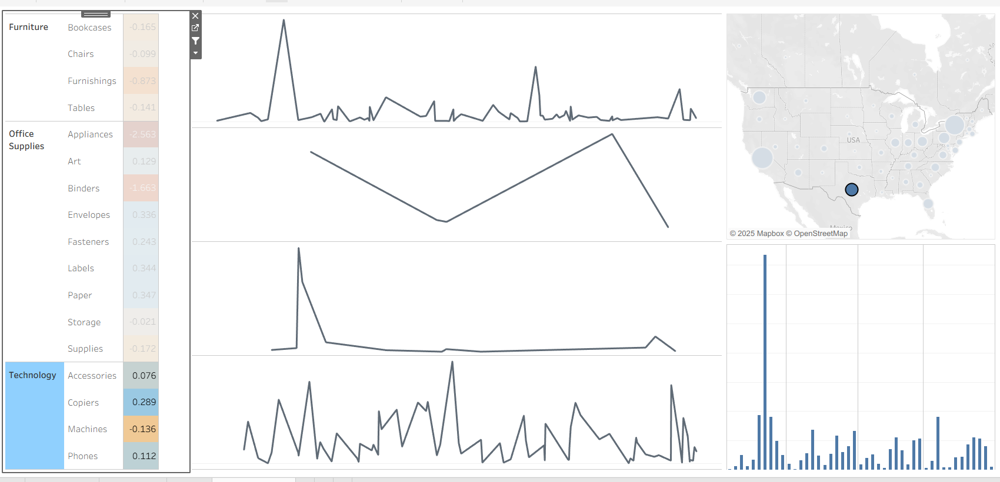 Furniture Bookcases -0.165
Chairs -0.099
Furnishings -0.873
Tables -0.141
Office Supplies Appliances -2.563
Art 0.129
Binders -1.663
Envelopes 0.336
Fasteners 0.243
Labels 0.344
Paper 0.347
Storage -0.021
Supplies -0.172
Technology Accessories 0.076
Copiers 0.289
Machines -0.136
Phones 0.112
USA
Mexico
© 2025 Mapbox © OpenStreetMap